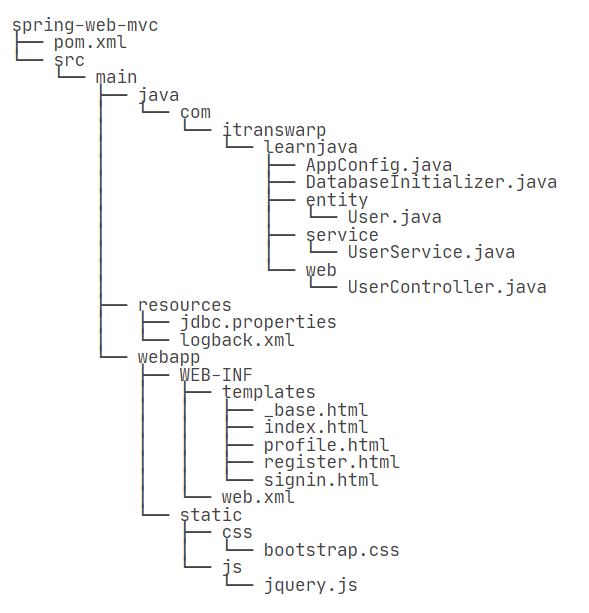 spring-web-mvc
├── pom.xml
└── src
    └── main
        ├── java
        │   └── com
        │       └── itranswarp
        │           └── learnjava
        │               ├── AppConfig.java
        │               ├── DatabaseInitializer.java
        │               ├── entity
        │               │   └── User.java
        │               ├── service
        │               │   └── UserService.java
        │               └── web
        │                   └── UserController.java
        ├── resources
        │   ├── jdbc.properties
        │   └── logback.xml
        └── webapp
            ├── WEB-INF
            │   ├── templates
            │   │   ├── _base.html
            │   │   ├── index.html
            │   │   ├── profile.html
            │   │   ├── register.html
            │   │   └── signin.html
            │   └── web.xml
            └── static
                ├── css
                │   └── bootstrap.css
                └── js
                    └── jquery.js